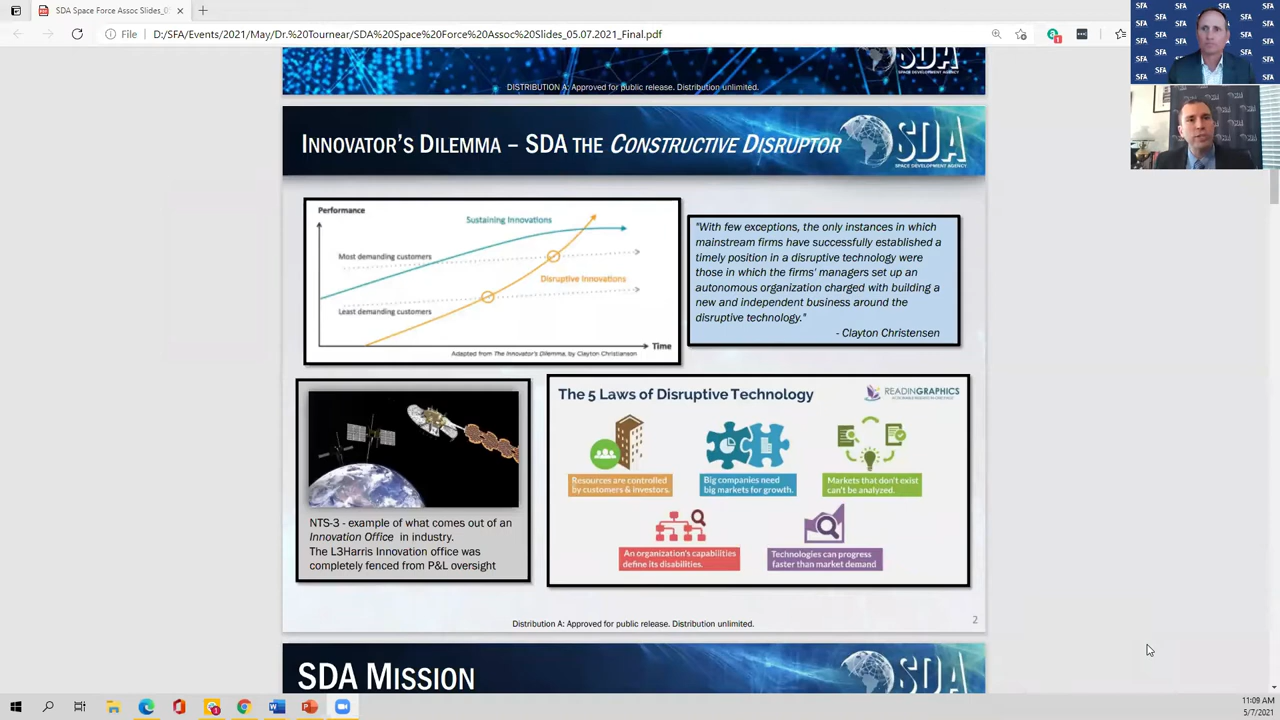 SDA Space Force Assoc Slides_0
File
D:/SFA/Events/2021/May/Dr.%20Tournear/SDA%20Space%20Force%20Assoc%20Slides_05.07.2021_Final.pdf
SDA
SPACE DEVELOPMENT AGENCY
DISTRIBUTION A: Approved for public release. Distribution unlimited.
INNOVATOR'S DILEMMA – SDA THE CONSTRUCTIVE DISRUPTOR
SDA
SPACE DEVELOPMENT AGENCY
Performance
Sustaining Innovations
Most demanding customers
Disruptive Innovations
Least demanding customers
Time
Adapted from The Innovator's Dilemma, by Clayton Christianson
"With few exceptions, the only instances in which
mainstream firms have successfully established a
timely position in a disruptive technology were
those in which the firms' managers set up an
autonomous organization charged with building a
new and independent business around the
disruptive technology."
- Clayton Christensen
NTS-3 - example of what comes out of an
Innovation Office in industry.
The L3Harris Innovation office was
completely fenced from P&L oversight
The 5 Laws of Disruptive Technology
READINGRAPHICS
Resources are controlled
by customers & investors.
Big companies need
big markets for growth.
Markets that don't exist
can't be analyzed.
An organization's capabilities
define its disabilities.
Technologies can progress
faster than market demand
Distribution A: Approved for public release. Distribution unlimited.
2
SDA MISSION
SDA
SFA
11:09 AM
5/7/2021